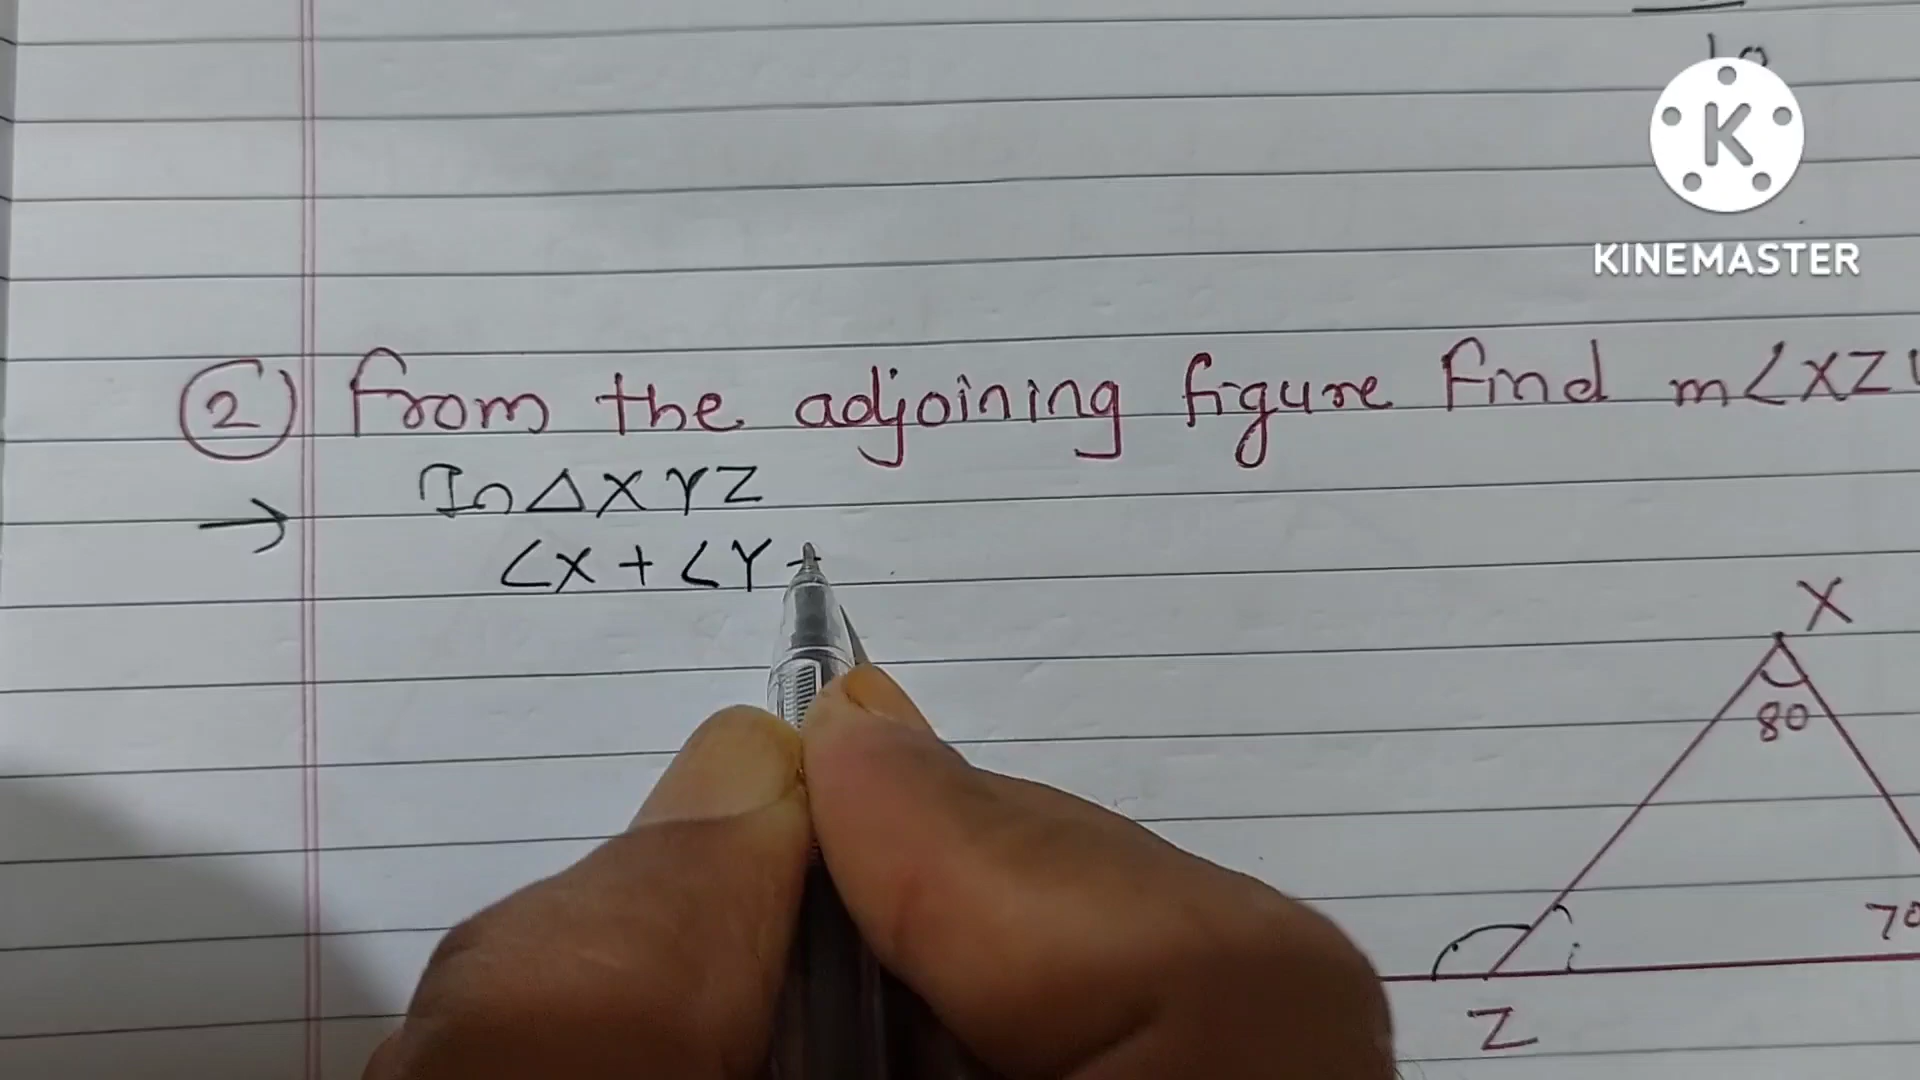 KINEMASTER
2 From the adjoining figure Find m∠XZ
→ In △XYZ
∠X + ∠Y +
X
80
70
Z